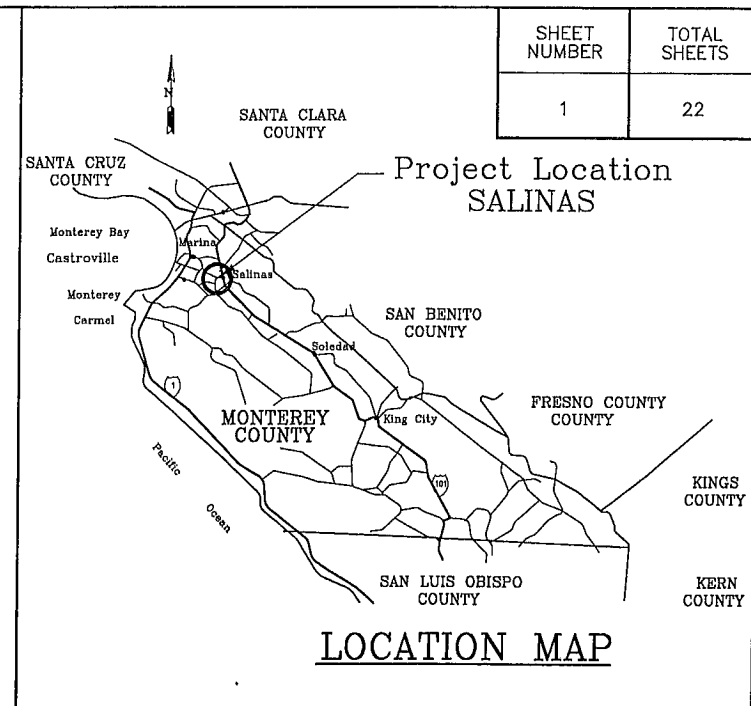 SHEET NUMBER
TOTAL SHEETS
1
22
N
SANTA CLARA
COUNTY
SANTA CRUZ
COUNTY
Project Location
SALINAS
Monterey Bay
Marina
Castroville
Salinas
Monterey
Carmel
SAN BENITO
COUNTY
Soledad
1
MONTEREY
COUNTY
King City
FRESNO COUNTY
COUNTY
Pacific
Ocean
101
KINGS
COUNTY
SAN LUIS OBISPO
COUNTY
KERN
COUNTY
LOCATION MAP